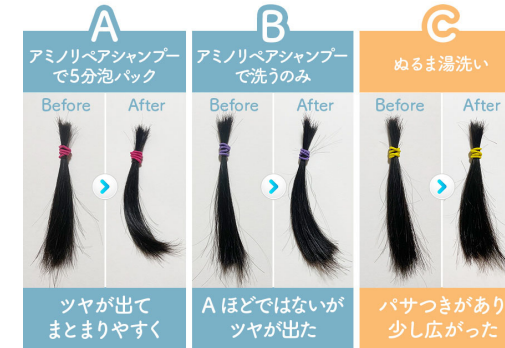 A
アミノリペアシャンプー
で5分泡パック
Before
After
ツヤが出て
まとまりやすく
B
アミノリペアシャンプー
で洗うのみ
Before
After
Aほどではないが
ツヤが出た
C
ぬるま湯洗い
Before
After
パサつきがあり
少し広がった